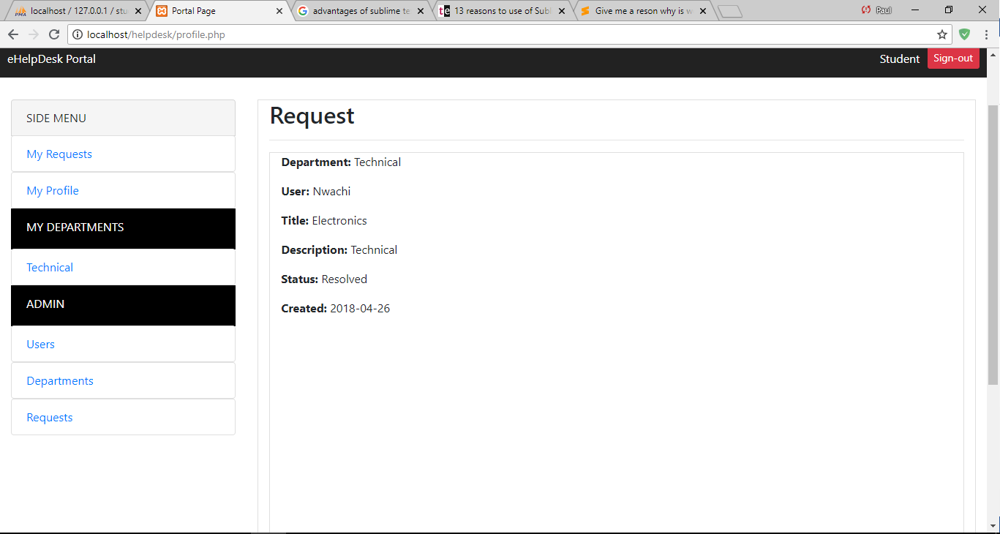 localhost / 127.0.0.1 / stu
Portal Page
advantages of sublime te
te 13 reasons to use of Subl
Give me a reson why is w
Paul
localhost/helpdesk/profile.php
eHelpDesk Portal
Student
Sign-out
SIDE MENU
My Requests
My Profile
MY DEPARTMENTS
Technical
ADMIN
Users
Departments
Requests
Request
Department: Technical
User: Nwachi
Title: Electronics
Description: Technical
Status: Resolved
Created: 2018-04-26